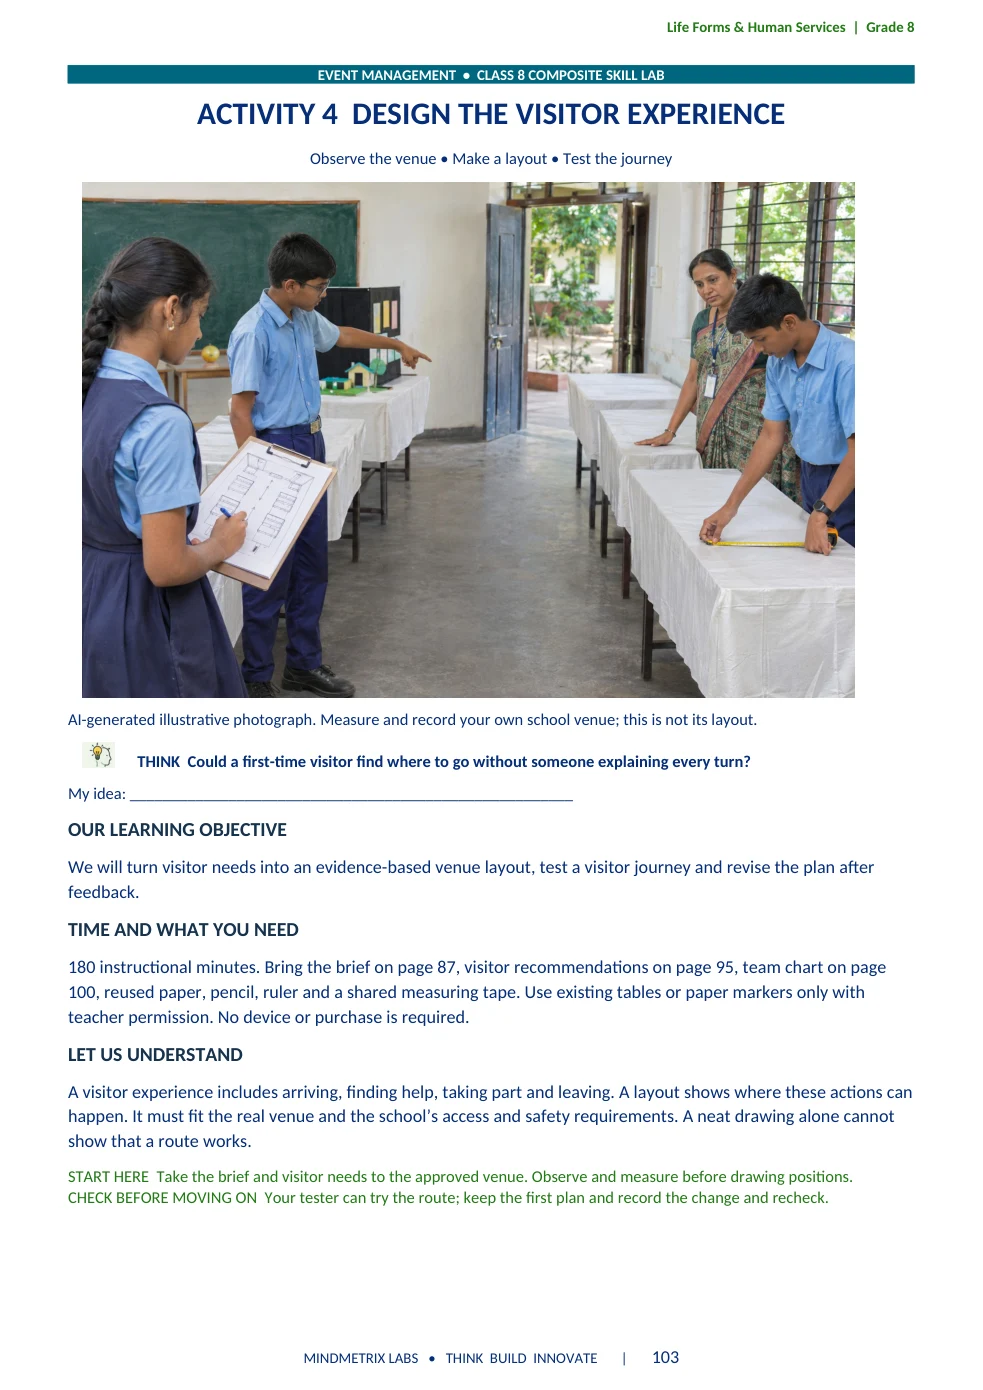 Life Forms & Human Services | Grade 8
EVENT MANAGEMENT ● CLASS 8 COMPOSITE SKILL LAB
ACTIVITY 4 DESIGN THE VISITOR EXPERIENCE
Observe the venue ● Make a layout ● Test the journey
AI-generated illustrative photograph. Measure and record your own school venue; this is not its layout.
THINK Could a first-time visitor find where to go without someone explaining every turn?
My idea: ______________________________________________________
OUR LEARNING OBJECTIVE
We will turn visitor needs into an evidence-based venue layout, test a visitor journey and revise the plan after
feedback.
TIME AND WHAT YOU NEED
180 instructional minutes. Bring the brief on page 87, visitor recommendations on page 95, team chart on page
100, reused paper, pencil, ruler and a shared measuring tape. Use existing tables or paper markers only with
teacher permission. No device or purchase is required.
LET US UNDERSTAND
A visitor experience includes arriving, finding help, taking part and leaving. A layout shows where these actions can
happen. It must fit the real venue and the school’s access and safety requirements. A neat drawing alone cannot
show that a route works.
START HERE Take the brief and visitor needs to the approved venue. Observe and measure before drawing positions.
CHECK BEFORE MOVING ON Your tester can try the route; keep the first plan and record the change and recheck.
MINDMETRIX LABS ● THINK BUILD INNOVATE | 103